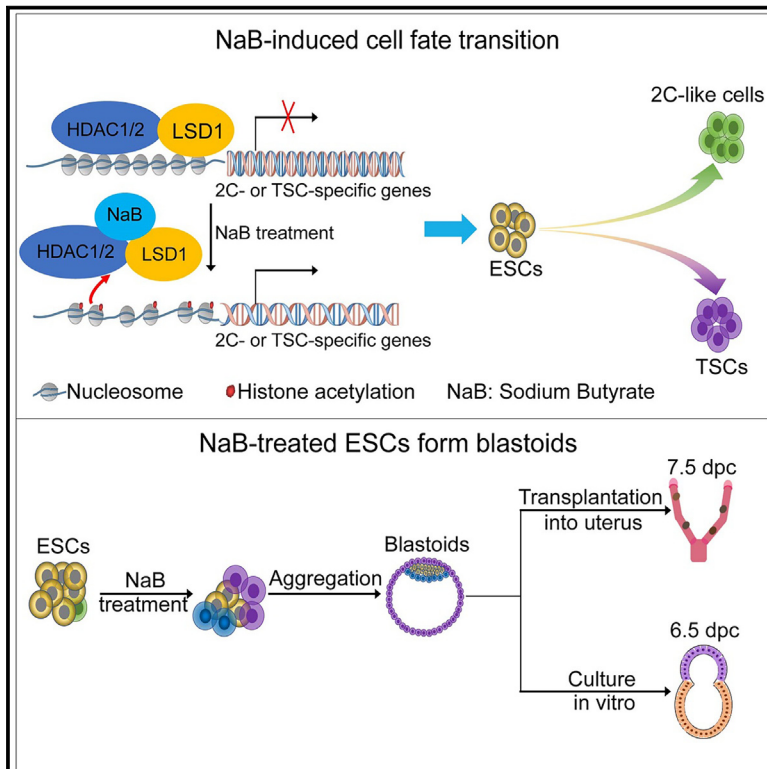 NaB-induced cell fate transition
HDAC1/2
LSD1
2C- or TSC-specific genes
NaB
HDAC1/2
LSD1
NaB treatment
2C- or TSC-specific genes
ESCs
2C-like cells
TSCs
Nucleosome
Histone acetylation
NaB: Sodium Butyrate
NaB-treated ESCs form blastoids
ESCs
NaB
treatment
Aggregation
Blastoids
Transplantation
into uterus
7.5 dpc
Culture
in vitro
6.5 dpc